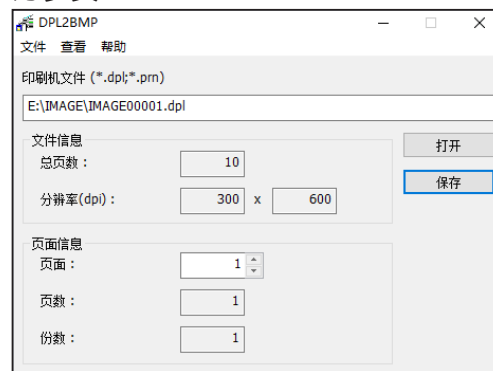 DPL2BMP
文件 查看 帮助
印刷机文件 (*.dpl;*.prn)
E:\IMAGE\IMAGE00001.dpl
打开
保存
文件信息
总页数： 10
分辨率(dpi)： 300 x 600
页面信息
页面： 1
页数： 1
份数： 1